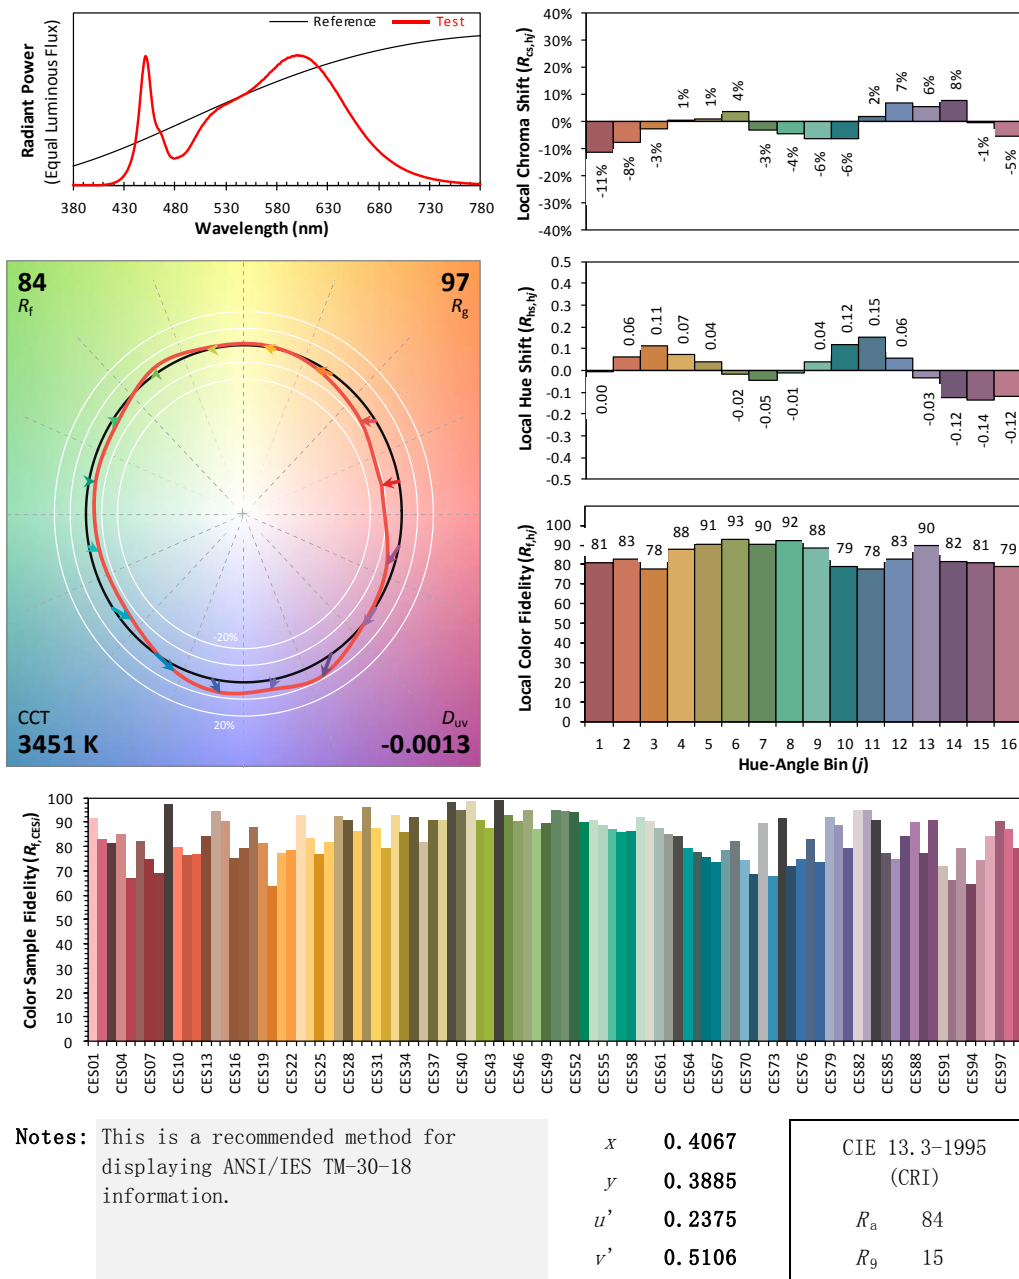 Reference Test
Radiant Power
(Equal Luminous Flux)
380 430 480 530 580 630 680 730 780
Wavelength (nm)
Local Chroma Shift (Rcs,hj)
40%
30%
20%
10%
0%
-10%
-20%
-30%
-40%
-11% -8% -3% 1% 1% 4% -3% -4% -6% -6% 2% 7% 6% 8% -1% -5%
84
Rf
97
Rg
-20%
20%
CCT
3451 K
Duv
-0.0013
Local Hue Shift (Rhs,hj)
0.5
0.4
0.3
0.2
0.1
0.0
-0.1
-0.2
-0.3
-0.4
-0.5
0.00 0.06 0.11 0.07 0.04 -0.02 -0.05 -0.01 0.04 0.12 0.15 0.06 -0.03 -0.12 -0.14 -0.12
Local Color Fidelity (Rf,hj)
100
90
80
70
60
50
40
30
20
10
0
81 83 78 88 91 93 90 92 88 79 78 83 90 82 81 79
1 2 3 4 5 6 7 8 9 10 11 12 13 14 15 16
Hue-Angle Bin (j)
Color Sample Fidelity (Rf,CESi)
100
90
80
70
60
50
40
30
20
10
0
CES01 CES04 CES07 CES10 CES13 CES16 CES19 CES22 CES25 CES28 CES31 CES34 CES37 CES40 CES43 CES46 CES49 CES52 CES55 CES58 CES61 CES64 CES67 CES70 CES73 CES76 CES79 CES82 CES85 CES88 CES91 CES94 CES97
Notes: This is a recommended method for
displaying ANSI/IES TM-30-18
information.
x 0.4067
y 0.3885
u' 0.2375
v' 0.5106
CIE 13.3-1995
(CRI)
Ra 84
R9 15